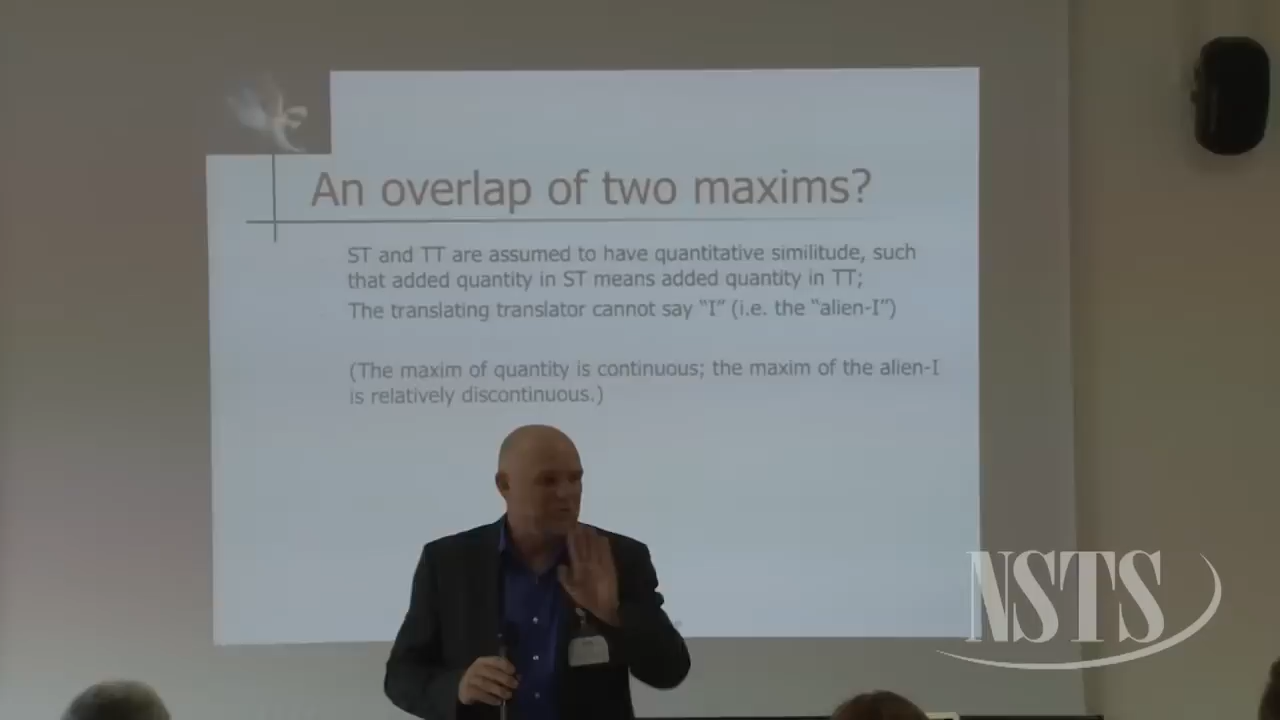 An overlap of two maxims?
ST and TT are assumed to have quantitative similitude, such
that added quantity in ST means added quantity in TT;
The translating translator cannot say “I” (i.e. the “alien-I”)
(The maxim of quantity is continuous; the maxim of the alien-I
is relatively discontinuous.)
NSTS